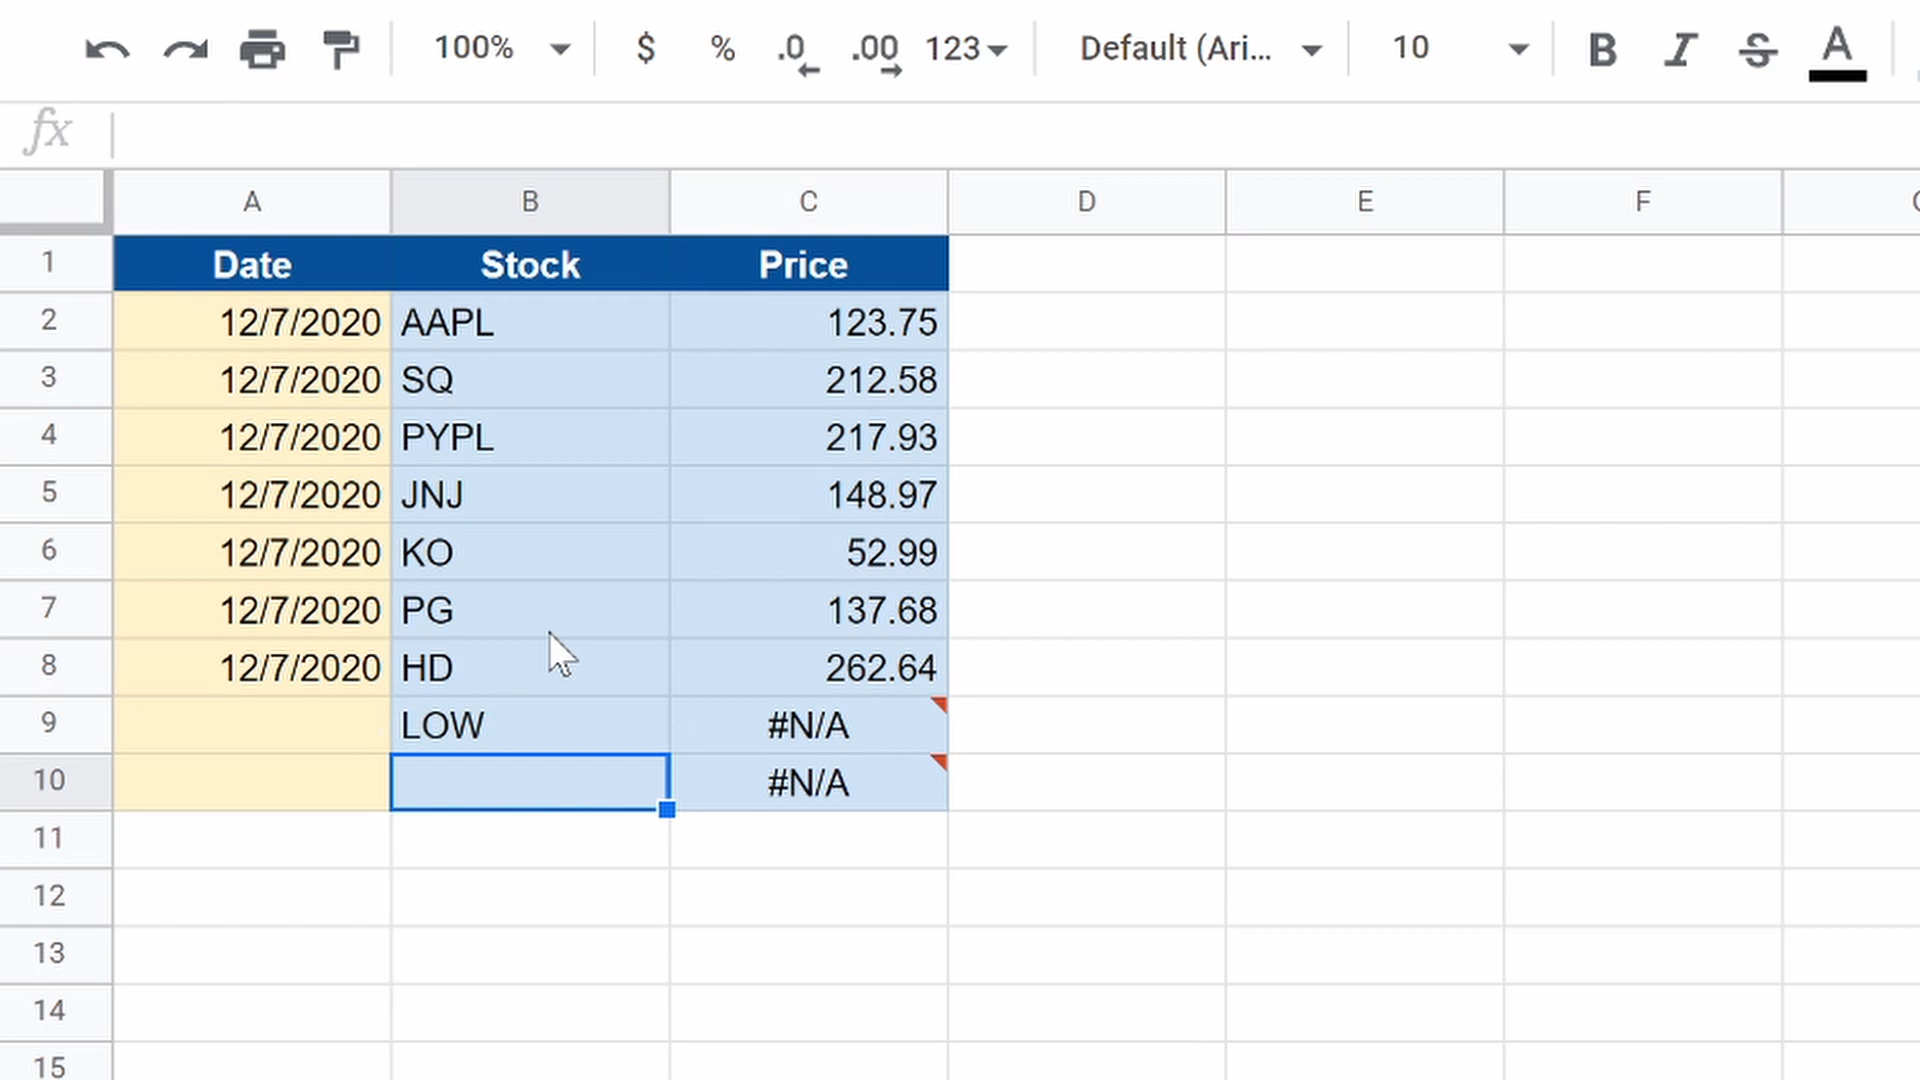 100% $ % .0 .00 123 Default (Ari... 10 B I S A
fx
A B C D E F
1 Date Stock Price
2 12/7/2020 AAPL 123.75
3 12/7/2020 SQ 212.58
4 12/7/2020 PYPL 217.93
5 12/7/2020 JNJ 148.97
6 12/7/2020 KO 52.99
7 12/7/2020 PG 137.68
8 12/7/2020 HD 262.64
9 LOW #N/A
10 #N/A
11
12
13
14
15